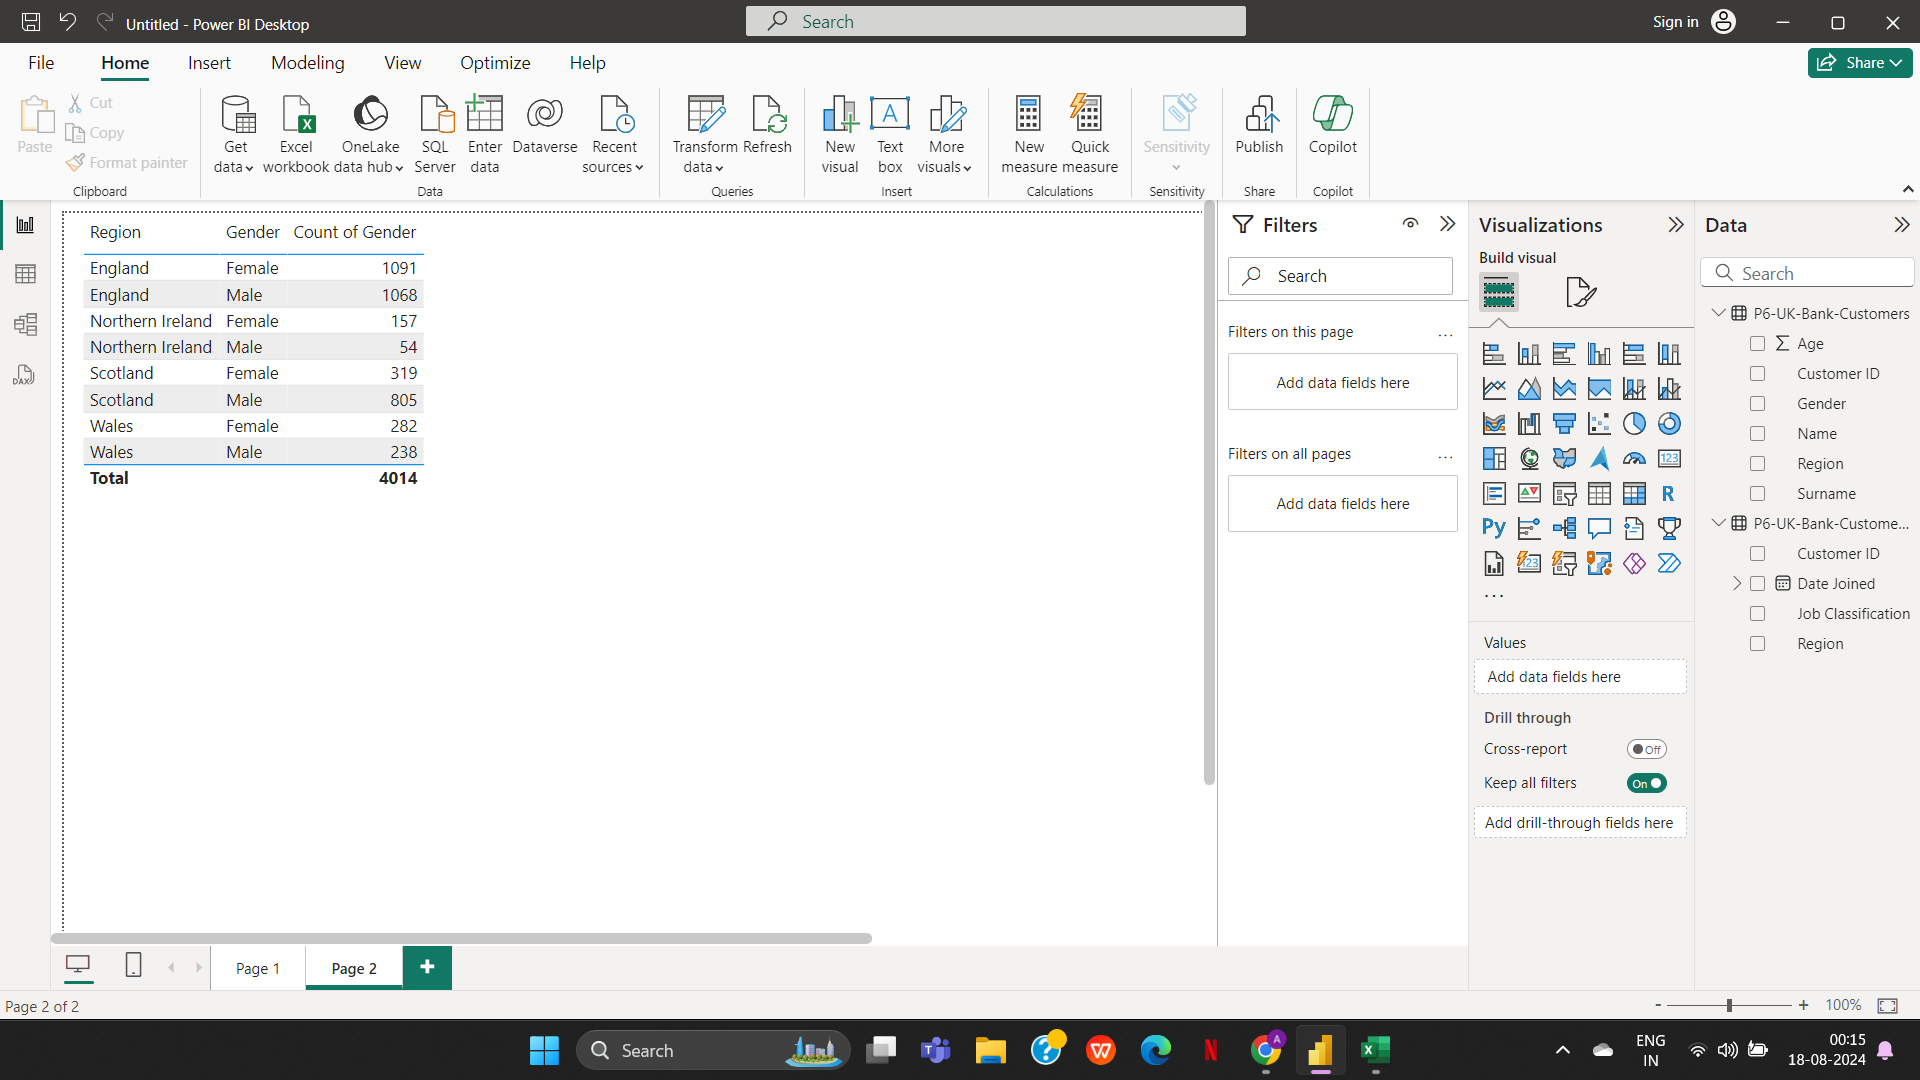 Untitled - Power BI Desktop
Search
Sign in
File Home Insert Modeling View Optimize Help
Share
Paste
Cut
Copy
Format painter
Clipboard
Get data
Excel workbook
OneLake data hub
SQL Server
Enter data
Dataverse
Recent sources
Data
Transform data
Refresh
Queries
New visual
Text box
More visuals
Insert
New measure
Quick measure
Calculations
Sensitivity
Sensitivity
Publish
Share
Copilot
Copilot
Region Gender Count of Gender
England Female 1091
England Male 1068
Northern Ireland Female 157
Northern Ireland Male 54
Scotland Female 319
Scotland Male 805
Wales Female 282
Wales Male 238
Total 4014
Filters
Search
Filters on this page
...
Add data fields here
Filters on all pages
...
Add data fields here
Visualizations
Build visual
123
R
Py
123
...
Values
Add data fields here
Drill through
Cross-report
Off
Keep all filters
On
Add drill-through fields here
Data
Search
P6-UK-Bank-Customers
Σ Age
Customer ID
Gender
Name
Region
Surname
P6-UK-Bank-Custome...
Customer ID
Date Joined
Job Classification
Region
DAX
Page 1
Page 2
+
Page 2 of 2
- + 100%
Search
A
ENG
IN
00:15
18-08-2024